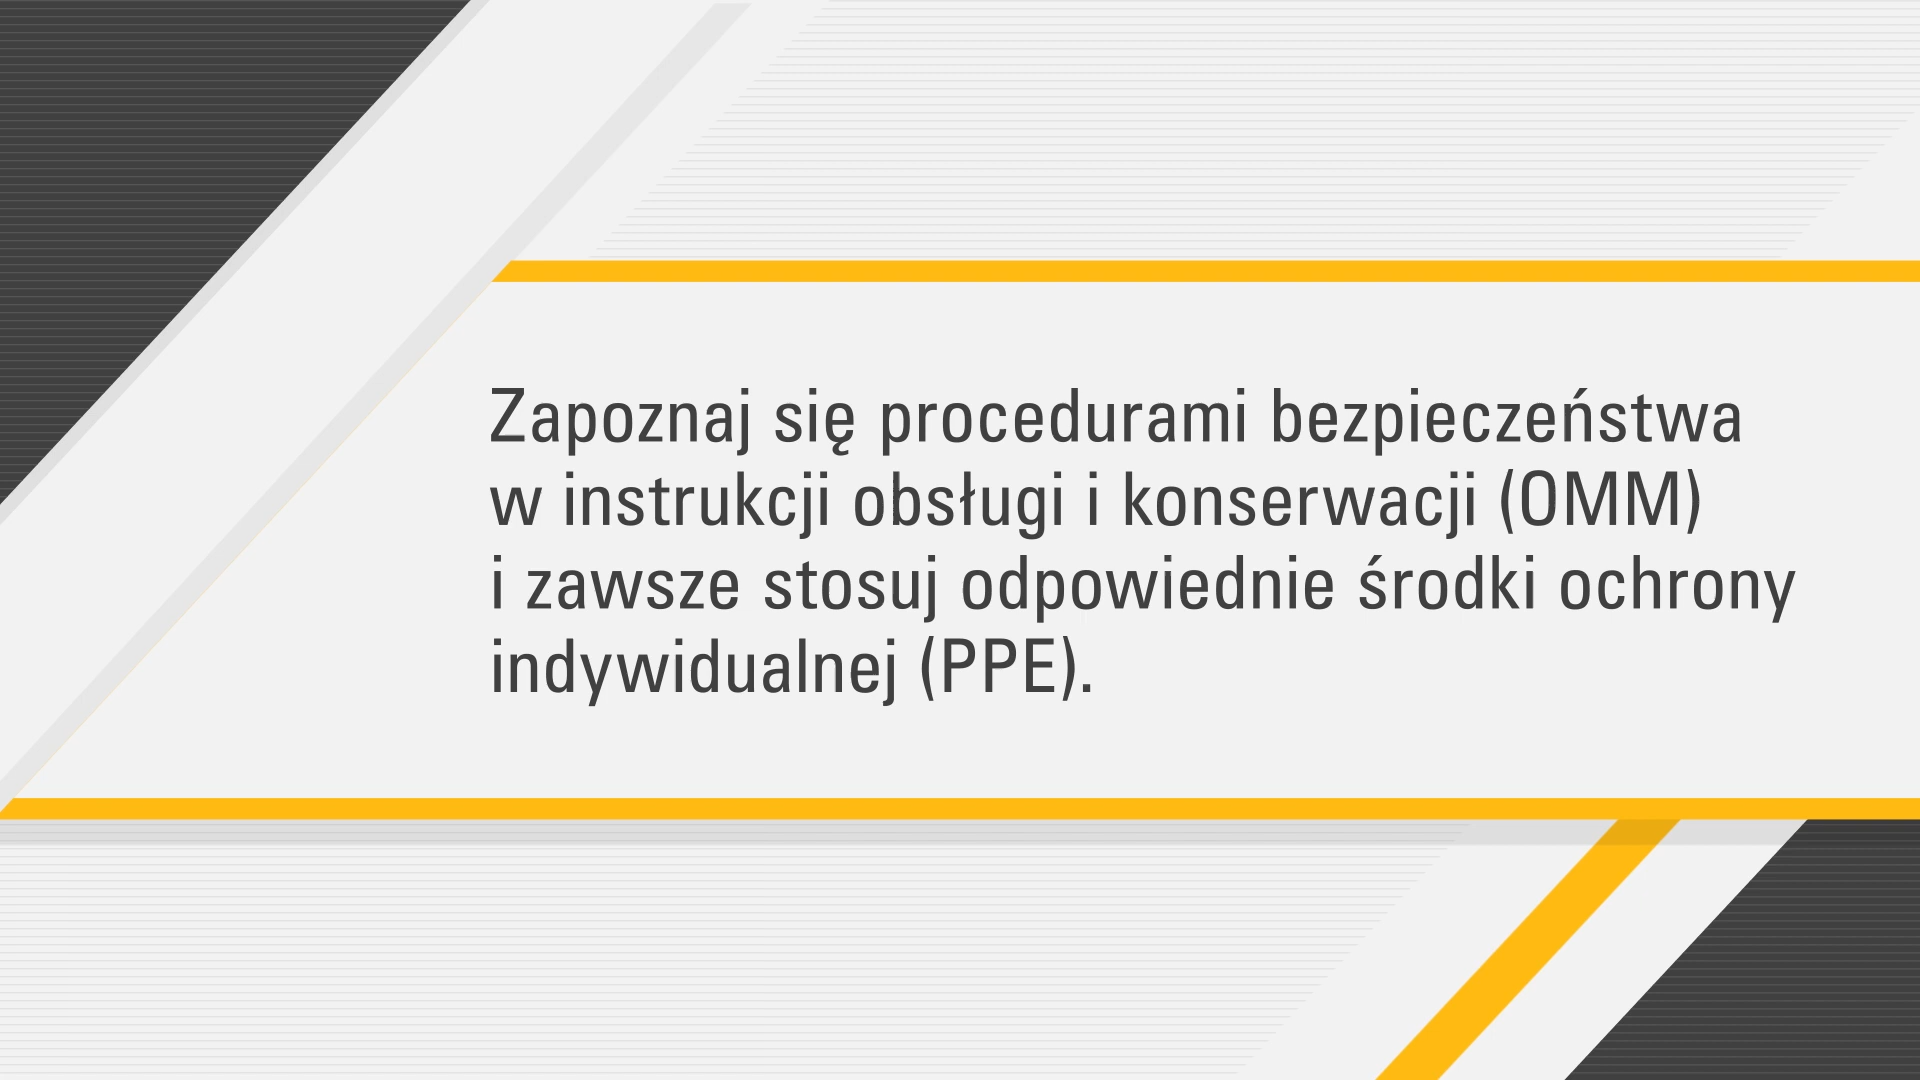 Zapoznaj się procedurami bezpieczeństwa
w instrukcji obsługi i konserwacji (OMM)
i zawsze stosuj odpowiednie środki ochrony
indywidualnej (PPE).